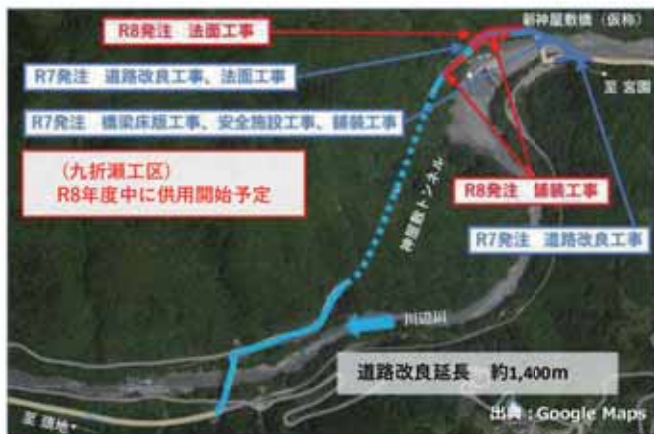 新神屋敷橋（仮称）
R8発注　法面工事
R7発注　道路改良工事、法面工事
至 宮園
R7発注　橋梁床版工事、安全施設工事、舗装工事
（九折瀬工区）
R8年度中に供用開始予定
神屋敷トンネル
R8発注　舗装工事
R7発注　道路改良工事
川辺川
道路改良延長　約1,400m
至 頭地
出典：Google Maps